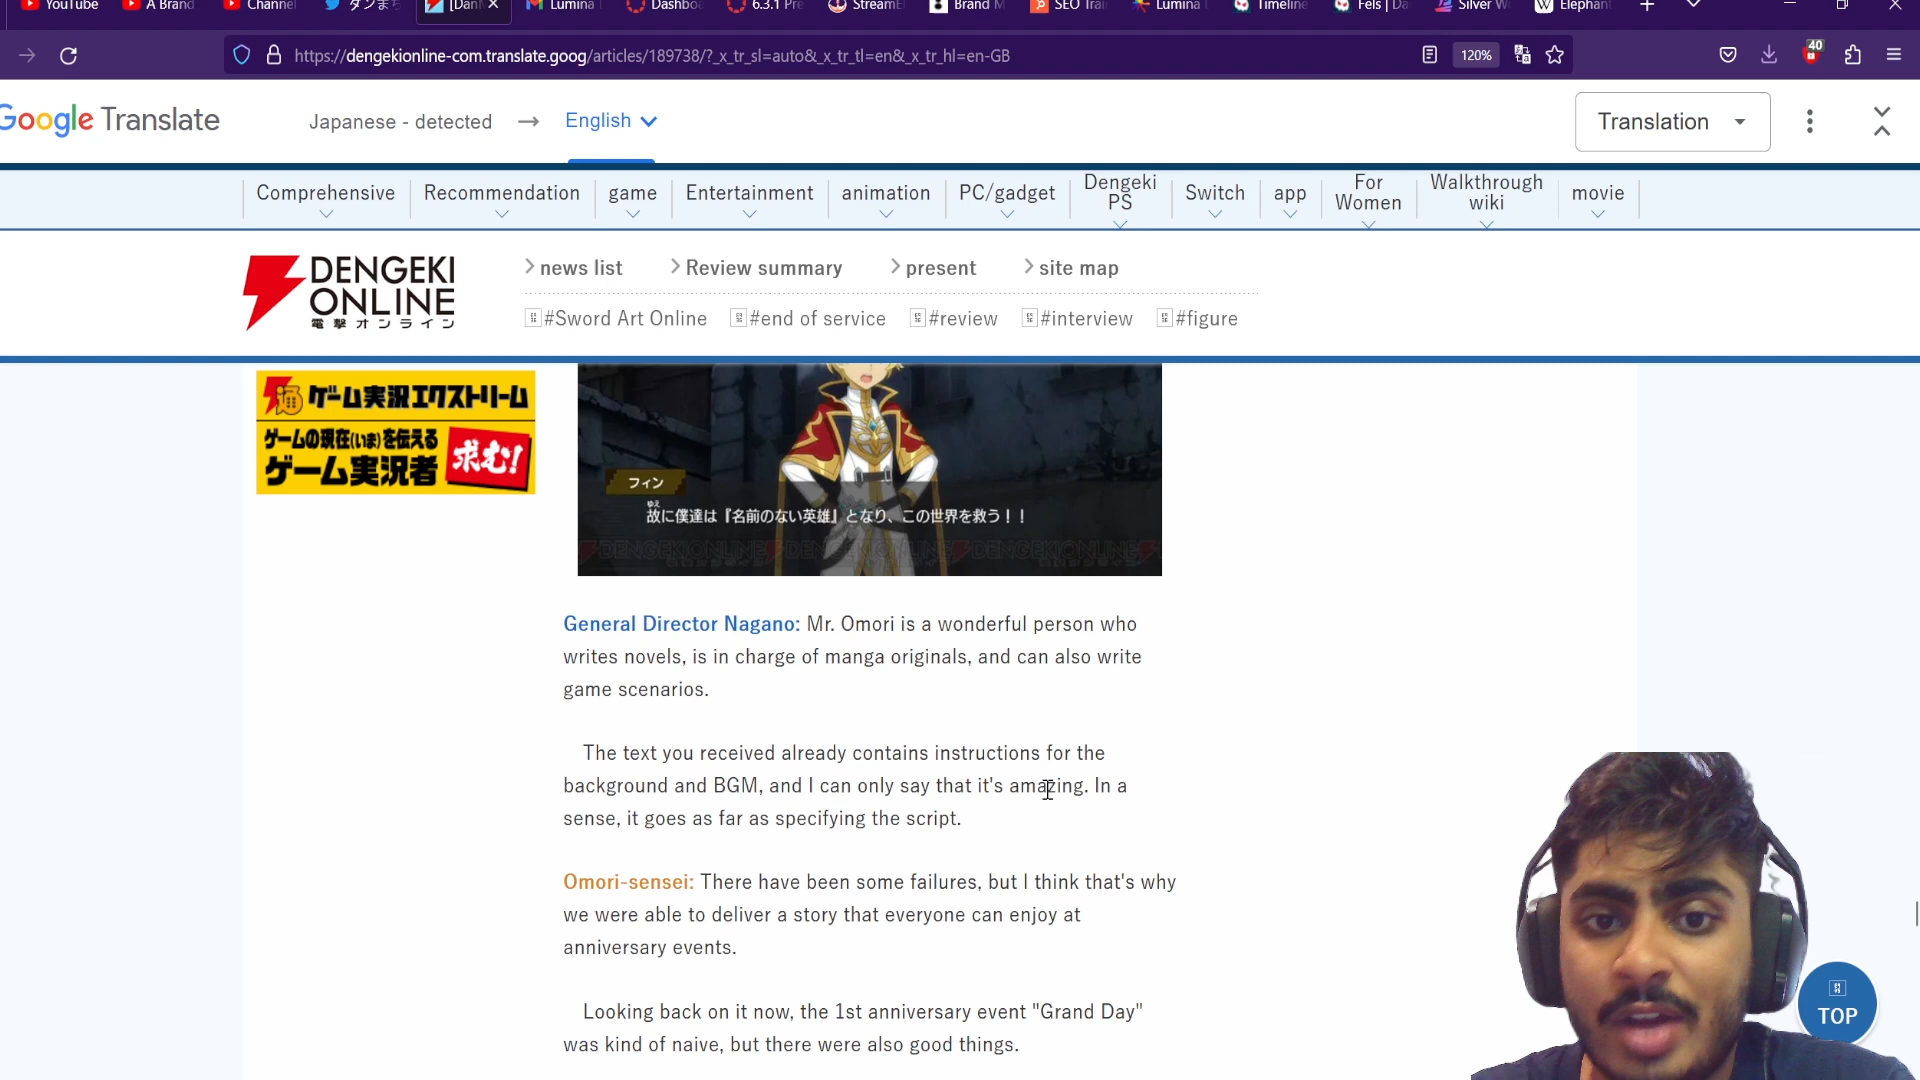 YouTube
A Brand
Channel
ダンまち
[DanM
Lumina
Dashbo
6.3.1 Pre
StreamE
Brand M
SEO Trai
Lumina
Timeline
Fels | Da
Silver W
Elephant
https://dengekionline-com.translate.goog/articles/189738/?_x_tr_sl=auto&_x_tr_tl=en&_x_tr_hl=en-GB
120%
40
Google Translate
Japanese - detected → English
Translation
Comprehensive
Recommendation
game
Entertainment
animation
PC/gadget
Dengeki
PS
Switch
app
For
Women
Walkthrough
wiki
movie
DENGEKI
ONLINE
電撃オンライン
news list
Review summary
present
site map
#Sword Art Online
#end of service
#review
#interview
#figure
ゲーム実況エクストリーム
ゲームの現在(いま)を伝える
ゲーム実況者
求む!
フィン
ゆえ
故に僕達は『名前のない英雄』となり、この世界を救う！！
DENGEKIONLINE DENGEKIONLINE DENGEKIONLINE
General Director Nagano: Mr. Omori is a wonderful person who
writes novels, is in charge of manga originals, and can also write
game scenarios.
The text you received already contains instructions for the
background and BGM, and I can only say that it's amazing. In a
sense, it goes as far as specifying the script.
Omori-sensei: There have been some failures, but I think that's why
we were able to deliver a story that everyone can enjoy at
anniversary events.
Looking back on it now, the 1st anniversary event "Grand Day"
was kind of naive, but there were also good things.
TOP